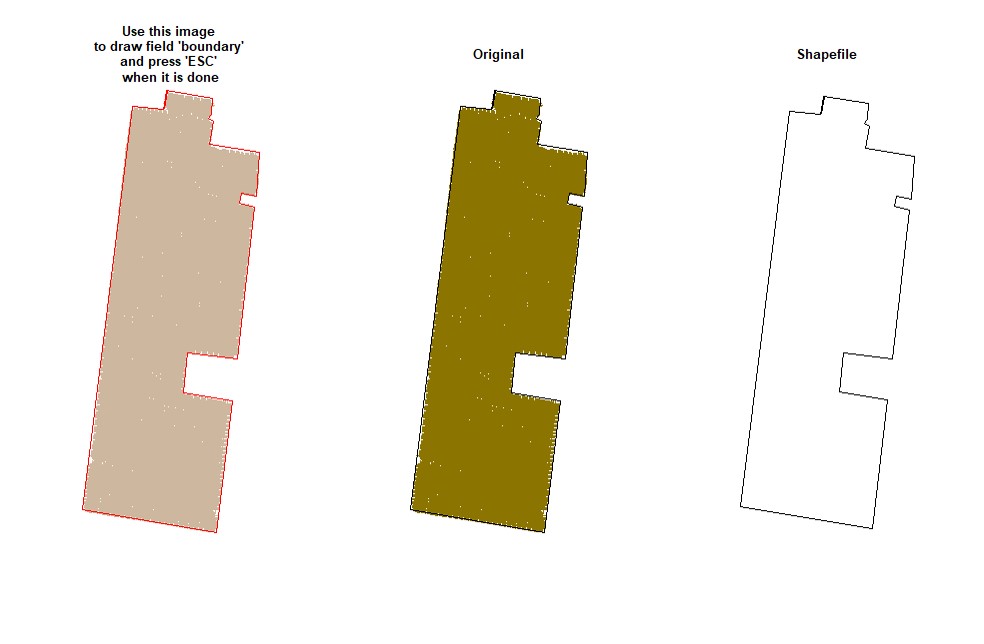 Use this image
to draw field 'boundary'
and press 'ESC'
when it is done
Original
Shapefile